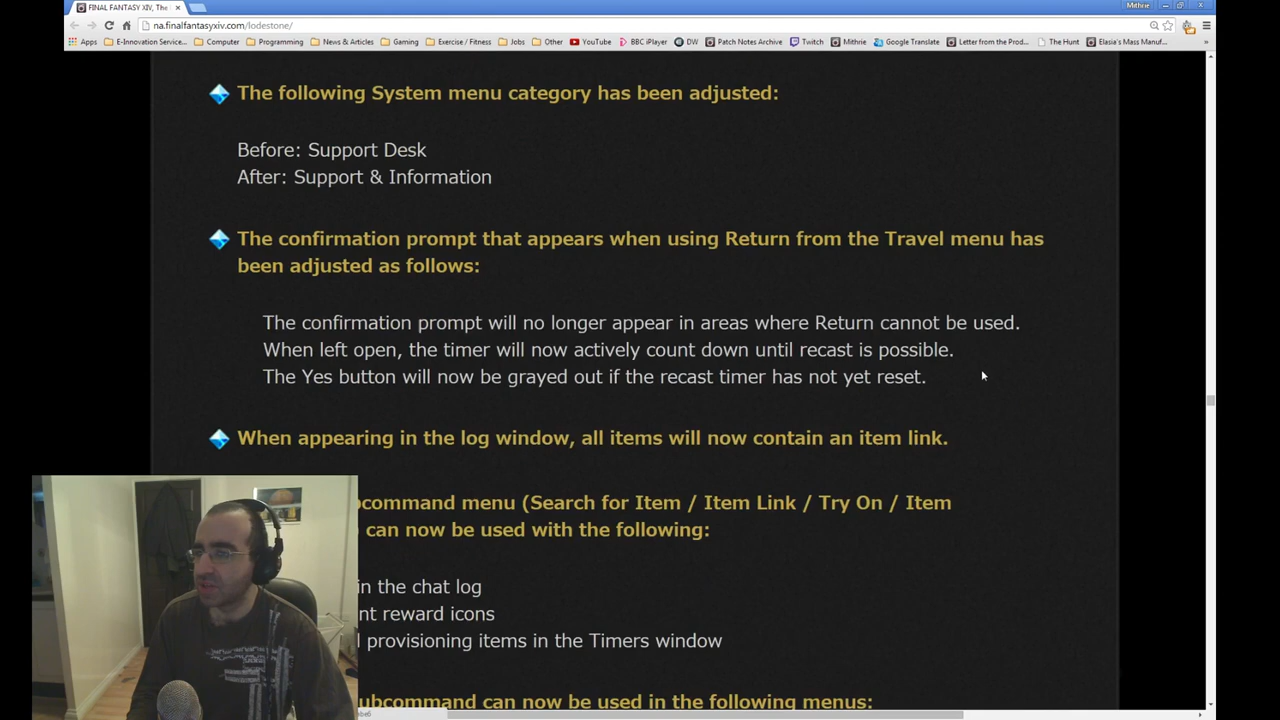 FINAL FANTASY XIV, The
Mithrie
na.finalfantasyxiv.com/lodestone/
Apps E-Innovation Service... Computer Programming News & Articles Gaming Exercise / Fitness Jobs Other YouTube BBC iPlayer DW Patch Notes Archive Mithrie Twitch Google Translate Letter from the Prod... The Hunt Elasia's Mass Manuf... »
The following System menu category has been adjusted:
Before: Support Desk
After: Support & Information
The confirmation prompt that appears when using Return from the Travel menu has
been adjusted as follows:
The confirmation prompt will no longer appear in areas where Return cannot be used.
When left open, the timer will now actively count down until recast is possible.
The Yes button will now be grayed out if the recast timer has not yet reset.
When appearing in the log window, all items will now contain an item link.
bcommand menu (Search for Item / Item Link / Try On / Item
can now be used with the following:
in the chat log
nt reward icons
l provisioning items in the Timers window
ubcommand can now be used in the following menus: